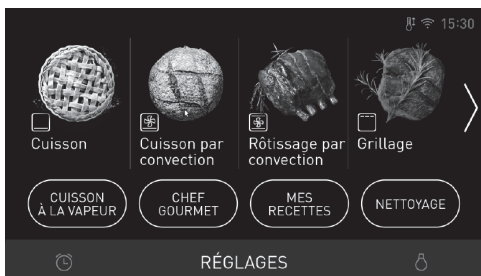 15:30
Cuisson
Cuisson par
convection
Rôtissage par
convection
Grillage
CUISSON
À LA VAPEUR
CHEF
GOURMET
MES
RECETTES
NETTOYAGE
RÉGLAGES